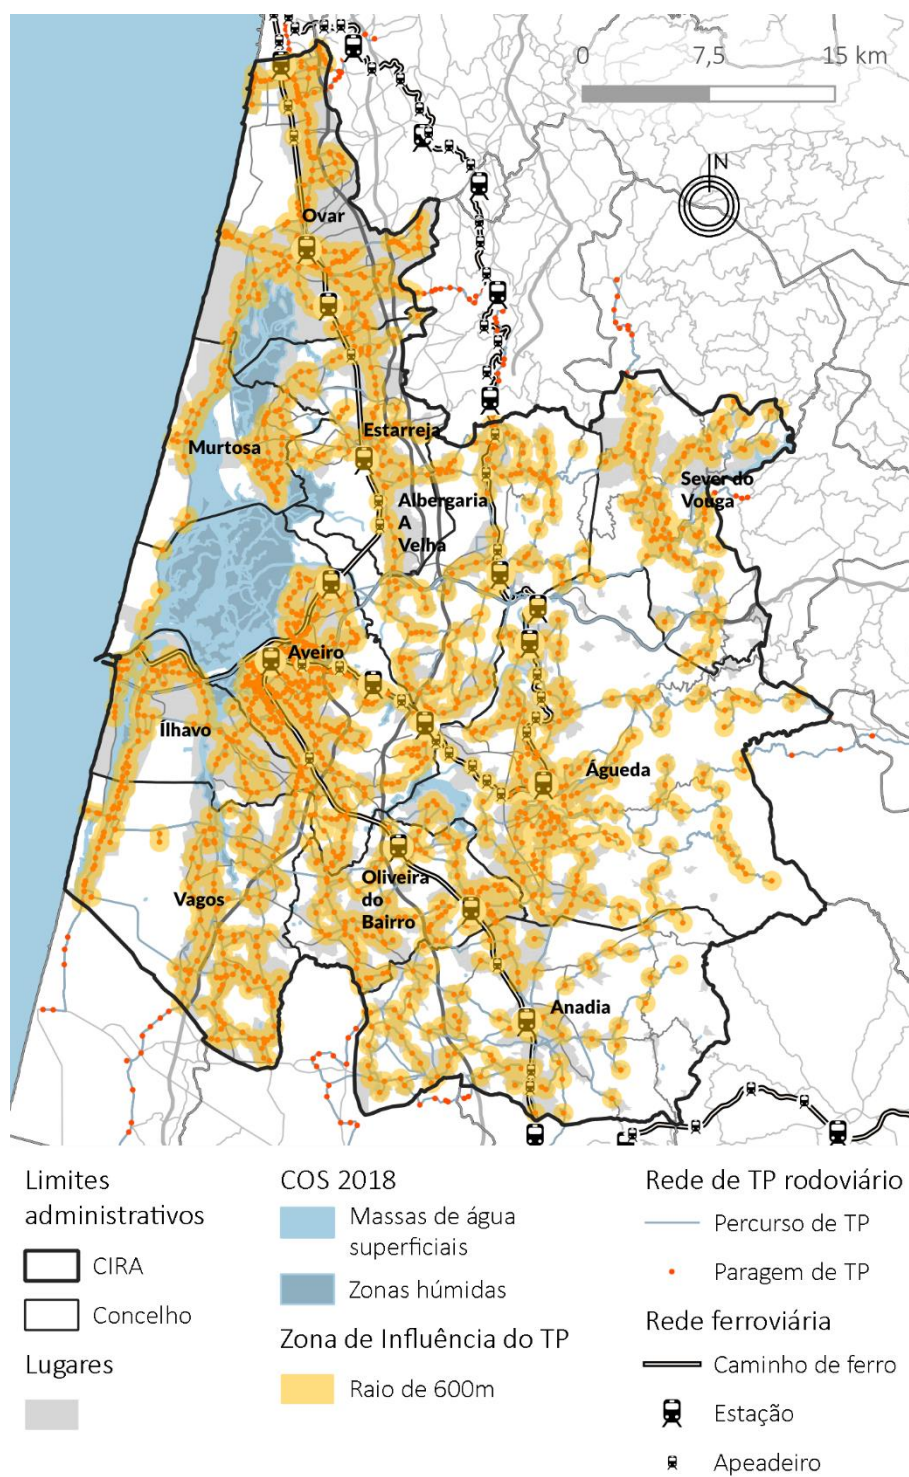 0 7,5 15 km
N
Ovar
Estarreja
Murtosa
Sever do
Vouga
Albergaria
A
Velha
Aveiro
Ílhavo
Águeda
Oliveira
do
Bairro
Vagos
Anadia
Limites
administrativos
CIRA
Concelho
Lugares
COS 2018
Massas de água
superficiais
Zonas húmidas
Zona de Influência do TP
Raio de 600m
Rede de TP rodoviário
Percurso de TP
Paragem de TP
Rede ferroviária
Caminho de ferro
Estação
Apeadeiro